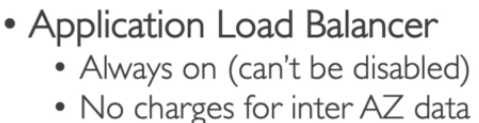 • Application Load Balancer
• Always on (can't be disabled)
• No charges for inter AZ data